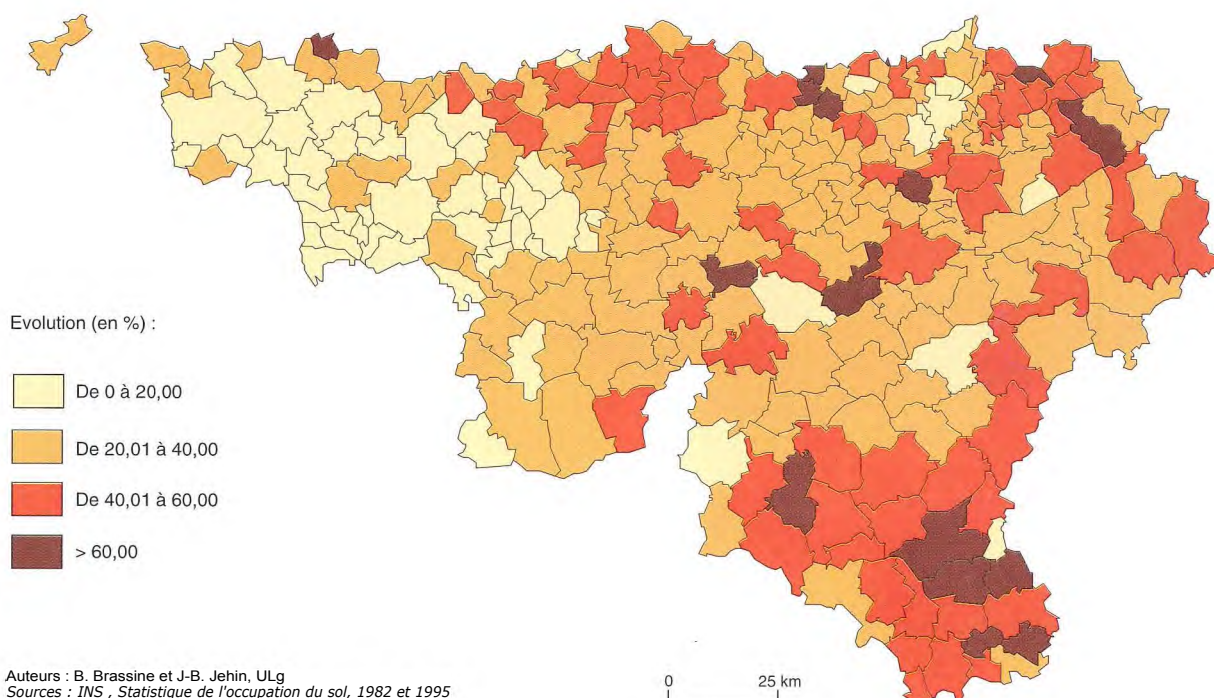 Evolution (en %) :
De 0 à 20,00
De 20,01 à 40,00
De 40,01 à 60,00
> 60,00
Auteurs : B. Brassine et J-B. Jehin, ULg
Sources : INS , Statistique de l'occupation du sol, 1982 et 1995
0 25 km